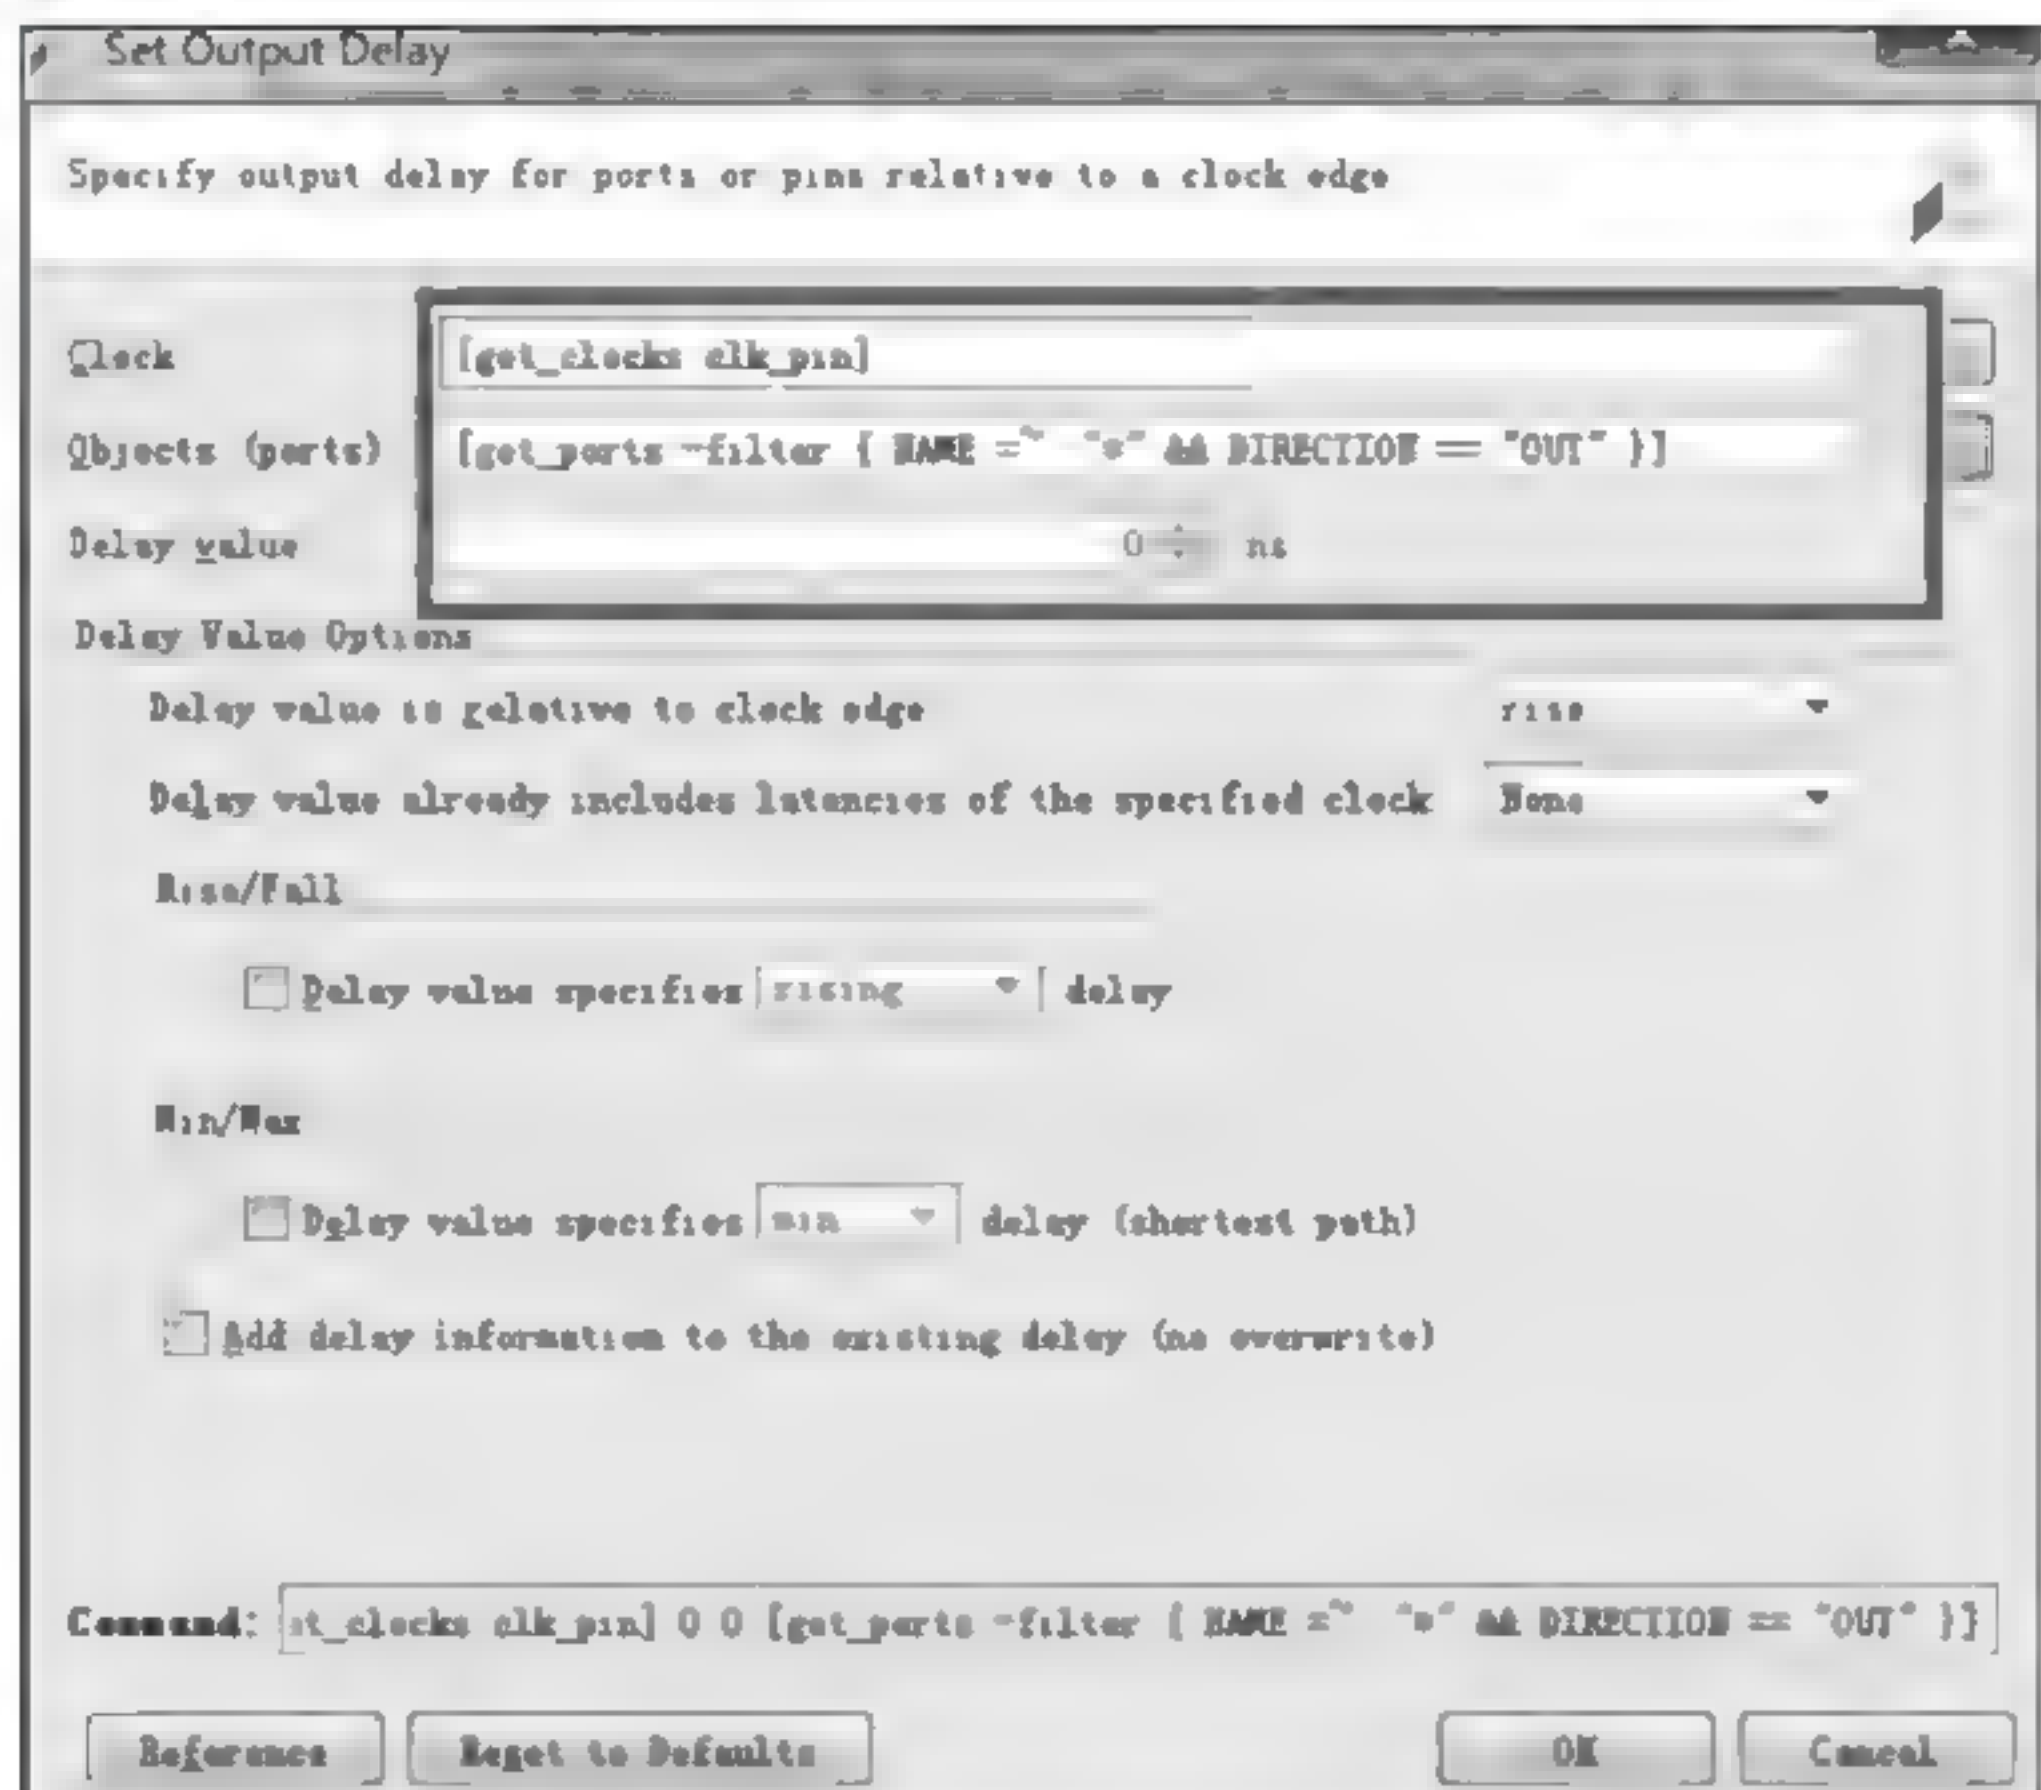 Set Output Delay
Specify output delay for ports or pins relative to a clock edge
Clock [get_clocks clk_pin]
Objects (ports) [get_ports -filter { NAME =~ "*" && DIRECTION == "OUT" }]
Delay value 0 ns
Delay Value Options
Delay value is relative to clock edge rise
Delay value already includes latencies of the specified clock None
Rise/Fall
Delay value specifies rising delay
Min/Max
Delay value specifies min delay (shortest path)
Add delay information to the existing delay (no overwrite)
Command: et_clocks clk_pin] 0 0 [get_ports -filter { NAME =~ "*" && DIRECTION == "OUT" }]
Reference Reset to Defaults OK Cancel